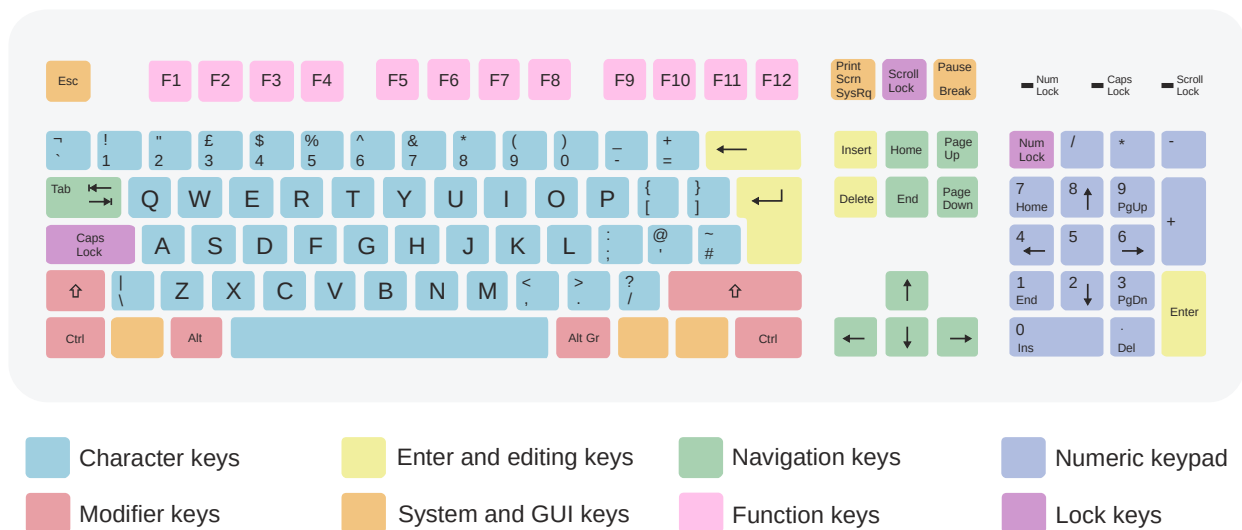 Esc F1 F2 F3 F4 F5 F6 F7 F8 F9 F10 F11 F12
Print
Scrn
SysRq
Scroll
Lock
Pause
Break
Num
Lock
Caps
Lock
Scroll
Lock
¬ ! " £ $ % ^ & * ( ) _ +
` 1 2 3 4 5 6 7 8 9 0 - = ←
Insert Home
Page
Up
Num
Lock
/ * -
Tab Q W E R T Y U I O P { }
[ ]
Delete End
Page
Down
7 8 ↑ 9
Home PgUp
+
Caps
Lock
A S D F G H J K L : @ ~
; ' #
4 5 6
← →
⇧ | Z X C V B N M < > ? ⇧
\ , . /
↑
1 2 ↓ 3
End PgDn
Enter
Ctrl Alt Alt Gr Ctrl
← ↓ →
0 .
Ins Del
Character keys
Enter and editing keys
Navigation keys
Numeric keypad
Modifier keys
System and GUI keys
Function keys
Lock keys